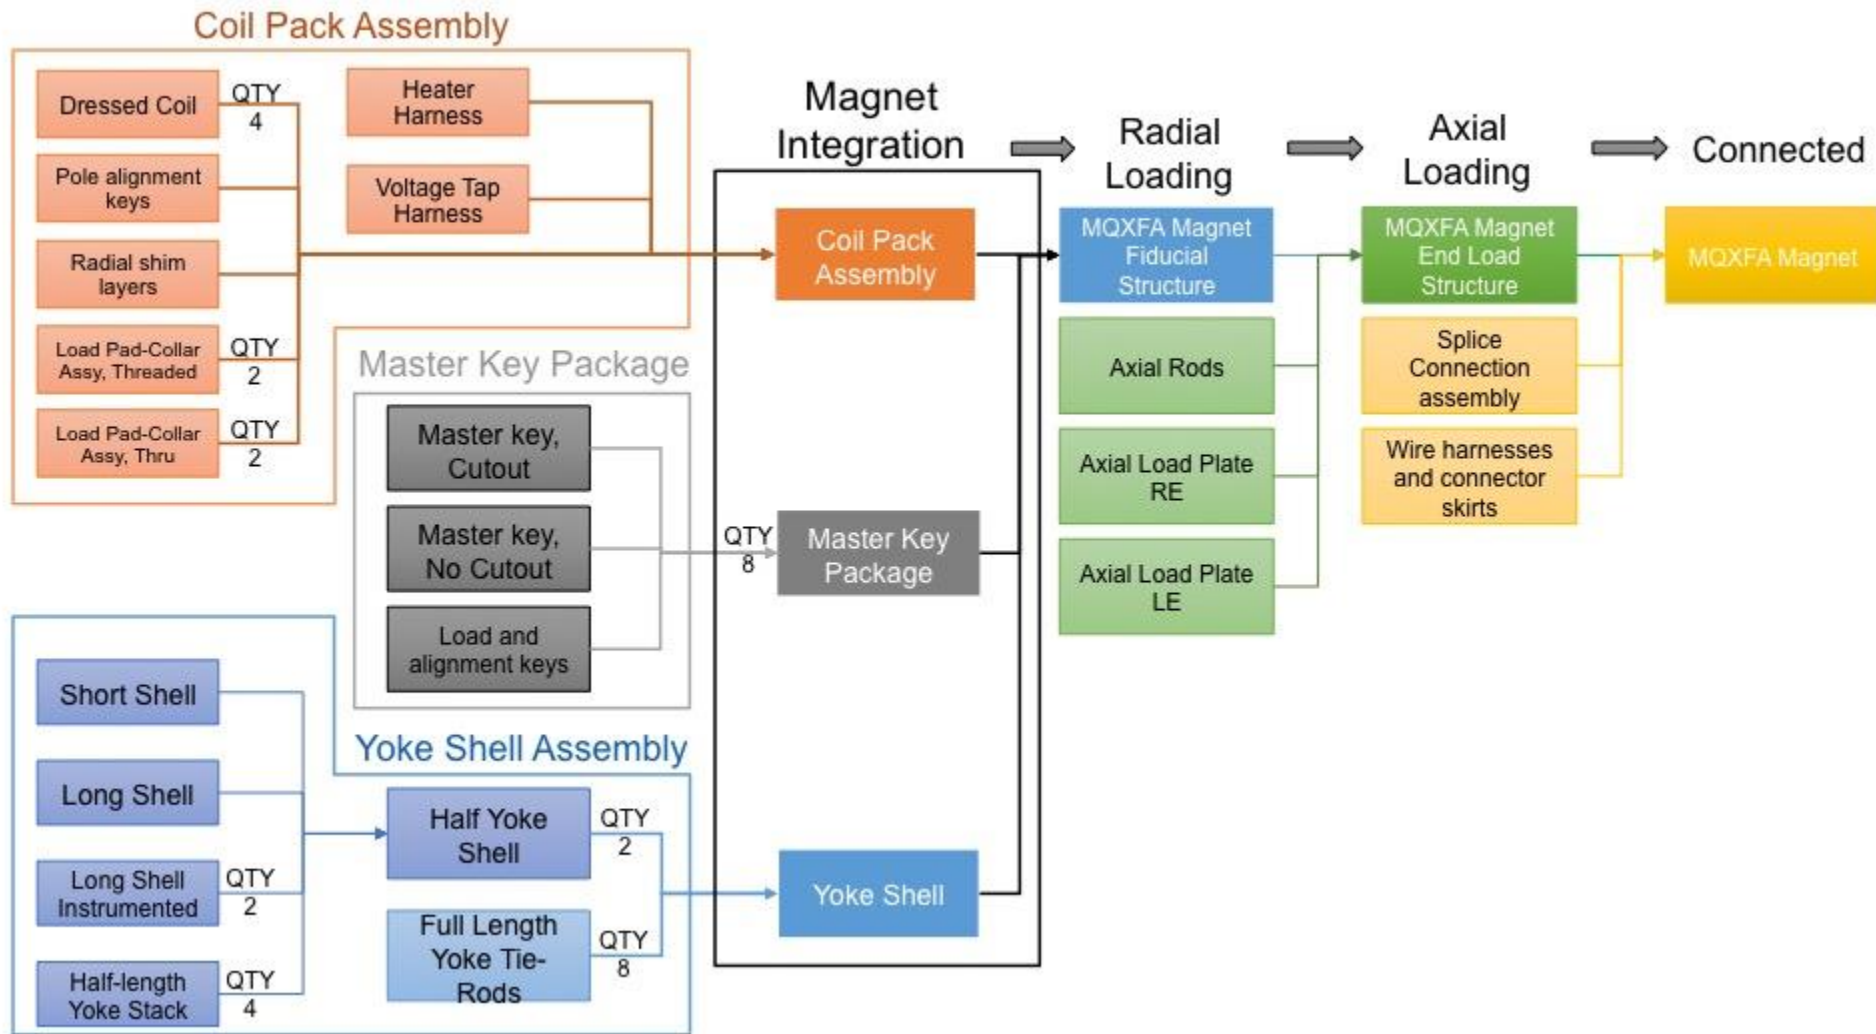 Coil Pack Assembly
Dressed Coil
QTY
4
Pole alignment
keys
Radial shim
layers
Load Pad-Collar
Assy, Threaded
QTY
2
Load Pad-Collar
Assy, Thru
QTY
2
Heater
Harness
Voltage Tap
Harness
Master Key Package
Master key,
Cutout
Master key,
No Cutout
Load and
alignment keys
QTY
8
Yoke Shell Assembly
Short Shell
Long Shell
Long Shell
Instrumented
QTY
2
Half-length
Yoke Stack
QTY
4
Half Yoke
Shell
QTY
2
Full Length
Yoke Tie-
Rods
QTY
8
Magnet
Integration
Coil Pack
Assembly
Master Key
Package
Yoke Shell
Radial
Loading
MQXFA Magnet
Fiducial
Structure
Axial Rods
Axial Load Plate
RE
Axial Load Plate
LE
Axial
Loading
MQXFA Magnet
End Load
Structure
Splice
Connection
assembly
Wire harnesses
and connector
skirts
Connected
MQXFA Magnet